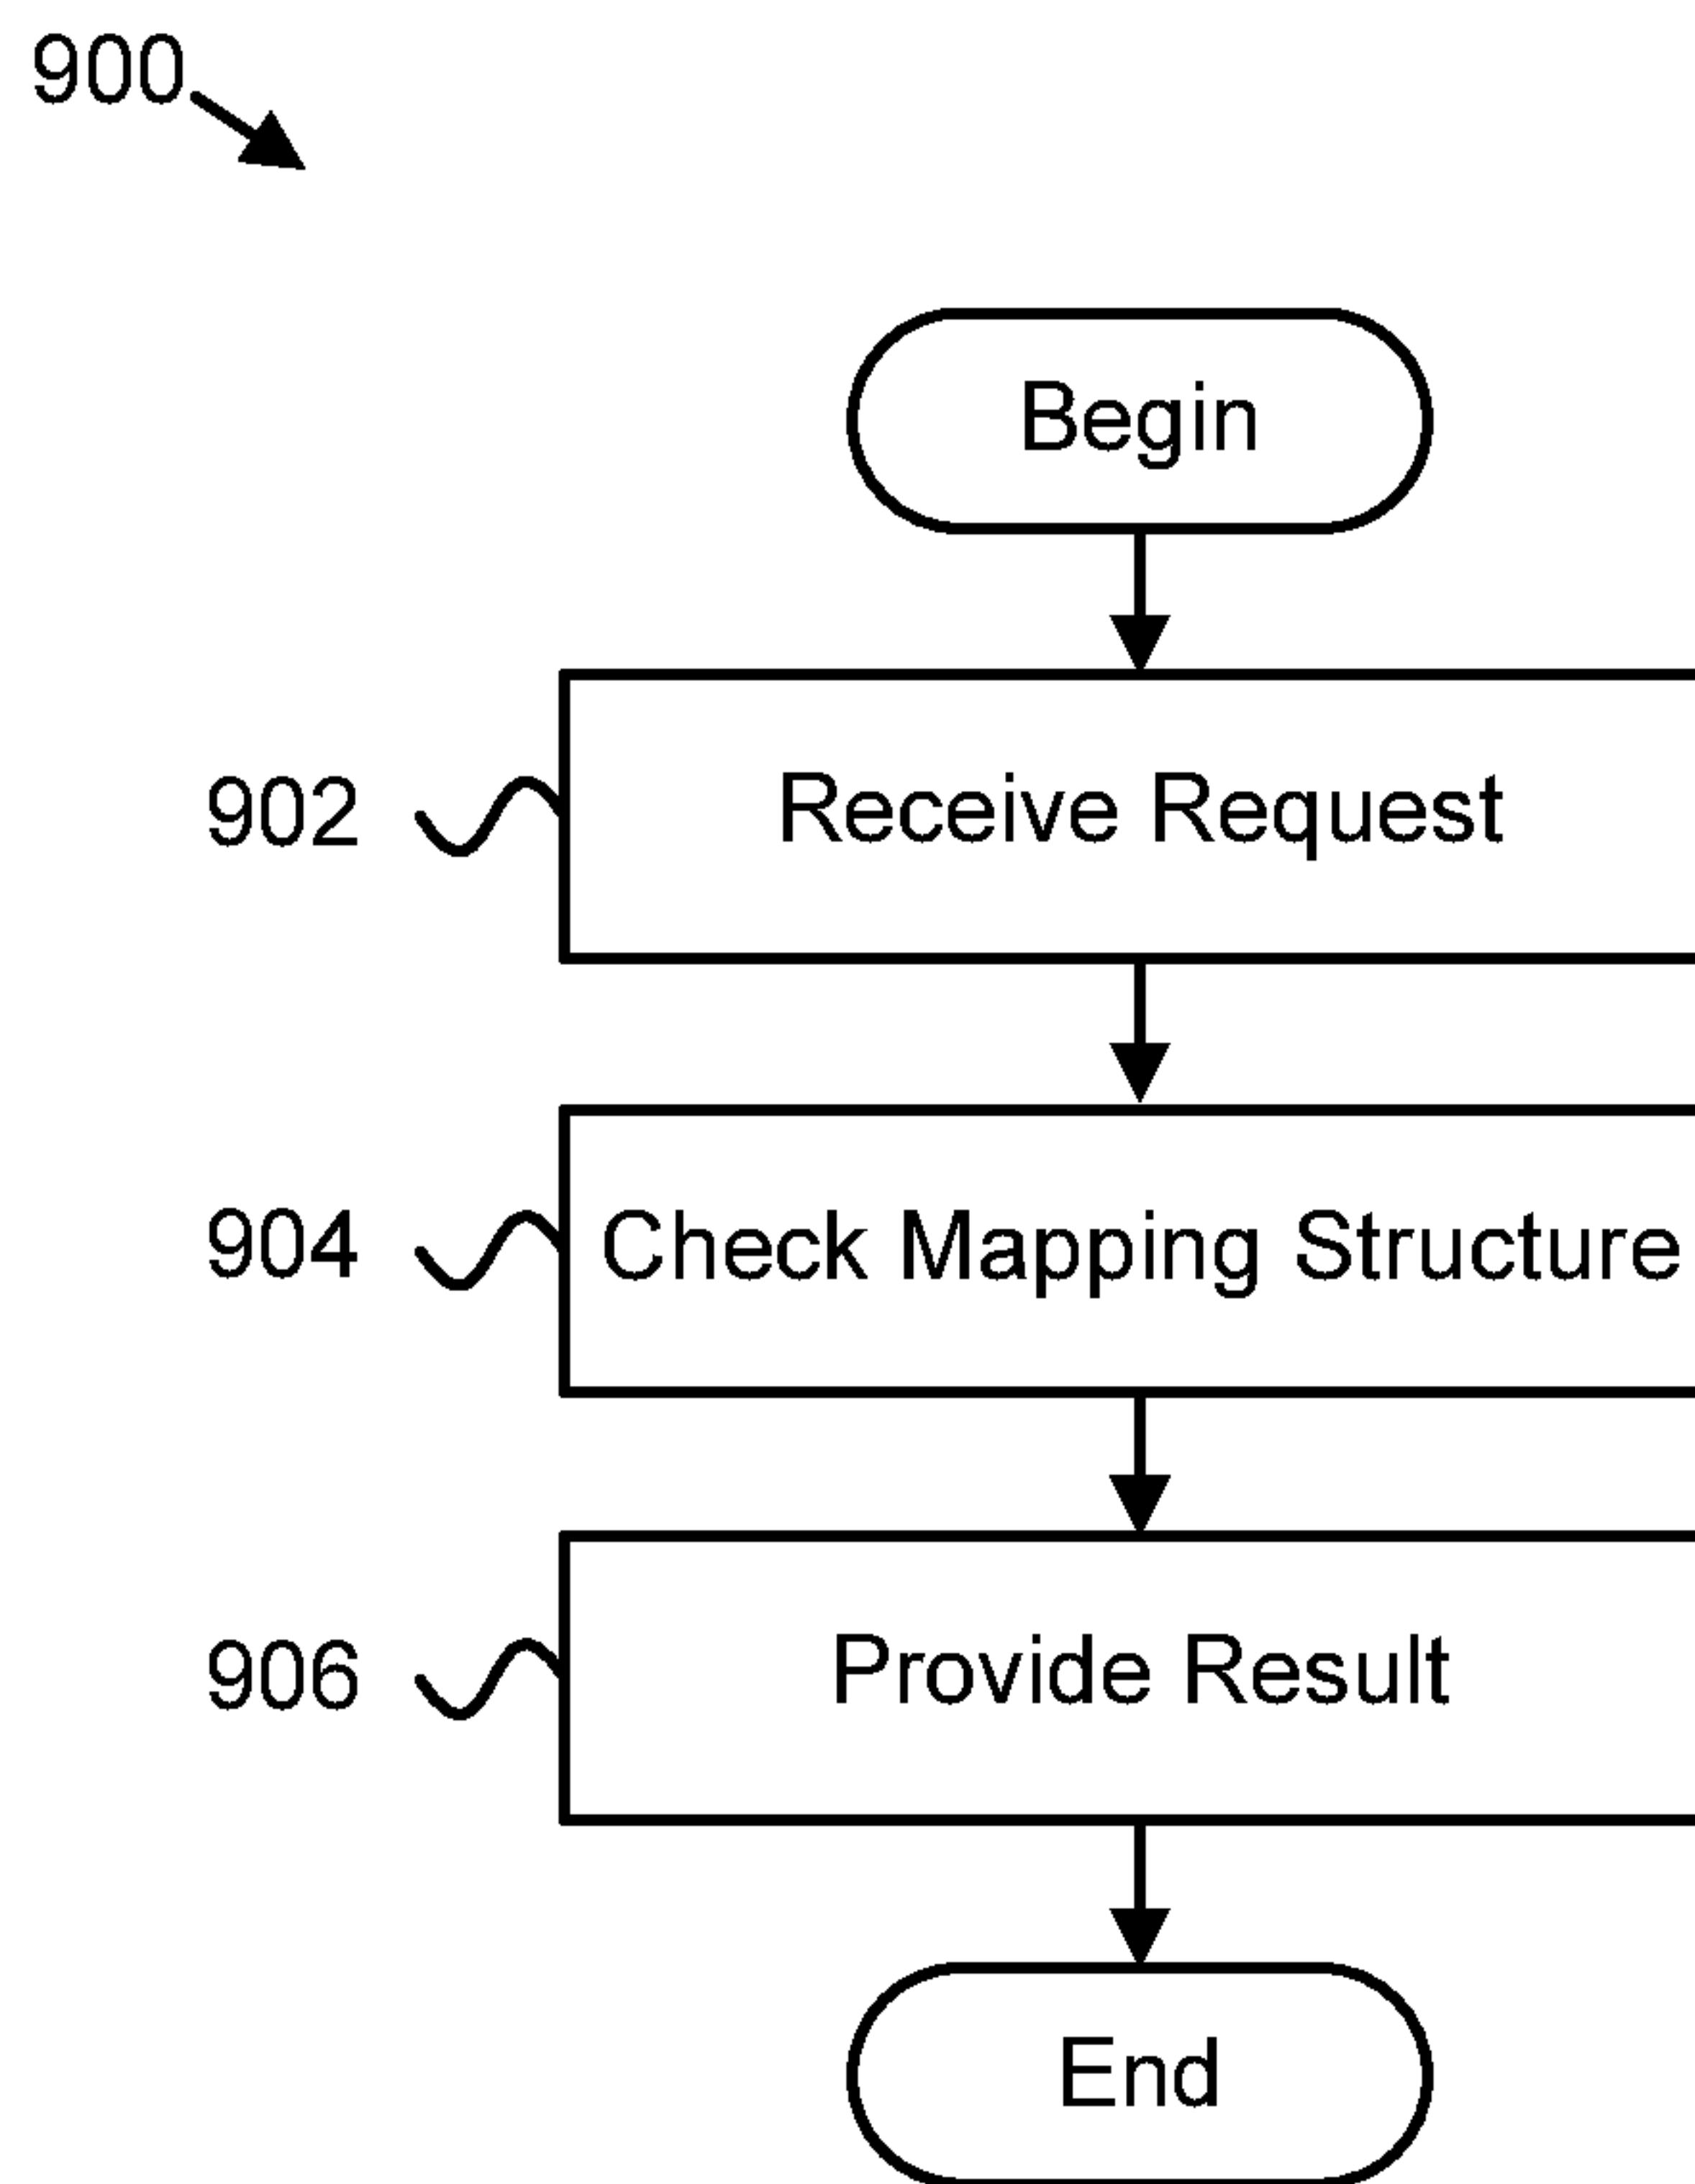 900
Begin
902 Receive Request
904 Check Mapping Structure
906 Provide Result
End